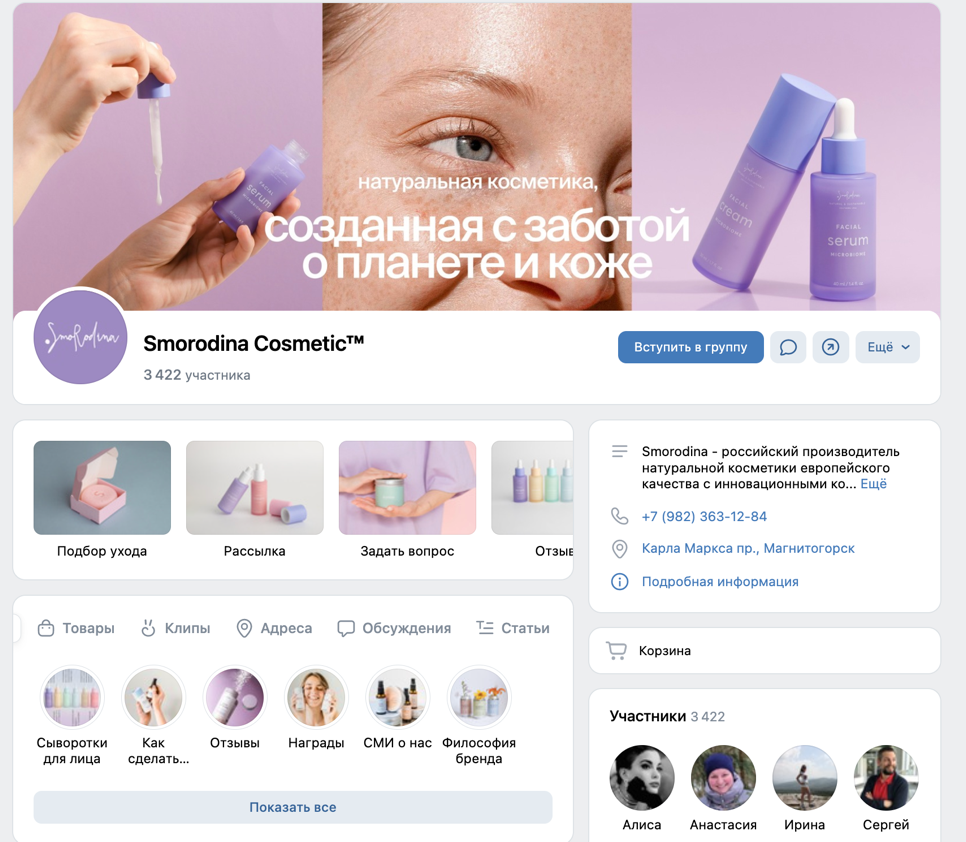 натуральная косметика,
созданная с заботой
о планете и коже
FACIAL
serum
FACIAL
cream
Smorodina
FACIAL
serum
MICROBIOME
Smorodina
Smorodina Cosmetic™
3 422 участника
Вступить в группу
Ещё
Подбор ухода
Рассылка
Задать вопрос
Отзыв
Smorodina - российский производитель
натуральной косметики европейского
качества с инновационными ко... Ещё
+7 (982) 363-12-84
Карла Маркса пр., Магнитогорск
Подробная информация
Товары
Клипы
Адреса
Обсуждения
Статьи
Сыворотки
для лица
Как
сделать...
Отзывы
Награды
СМИ о нас
Философия
бренда
Показать все
Корзина
Участники 3 422
Алиса
Анастасия
Ирина
Сергей